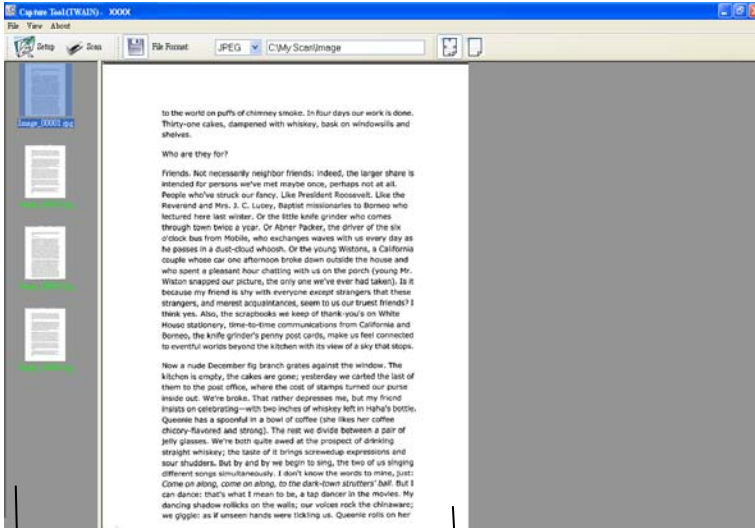 Capture Tool(TWAIN) - XXXX
File View About
Setup Scan File Format JPEG C:\My Scan\Image
Image_00001.jpg
to the world on puffs of chimney smoke. In four days our work is done.
Thirty-one cakes, dampened with whiskey, bask on windowsills and
shelves.
Who are they for?
Friends. Not necessarily neighbor friends: indeed, the larger share is
intended for persons we've met maybe once, perhaps not at all.
People who've struck our fancy. Like President Roosevelt. Like the
Reverend and Mrs. J. C. Lucey, Baptist missionaries to Borneo who
lectured here last winter. Or the little knife grinder who comes
through town twice a year. Or Abner Packer, the driver of the six
o'clock bus from Mobile, who exchanges waves with us every day as
he passes in a dust-cloud whoosh. Or the young Wistons, a California
couple whose car one afternoon broke down outside the house and
who spent a pleasant hour chatting with us on the porch (young Mr.
Wiston snapped our picture, the only one we've ever had taken). Is it
because my friend is shy with everyone except strangers that these
strangers, and merest acquaintances, seem to us our truest friends? I
think yes. Also, the scrapbooks we keep of thank-you's on White
House stationery, time-to-time communications from California and
Borneo, the knife grinder's penny post cards, make us feel connected
to eventful worlds beyond the kitchen with its view of a sky that stops.
Now a nude December fig branch grates against the window. The
kitchen is empty, the cakes are gone; yesterday we carted the last of
them to the post office, where the cost of stamps turned our purse
inside out. We're broke. That rather depresses me, but my friend
insists on celebrating—with two inches of whiskey left in Haha's bottle.
Queenie has a spoonful in a bowl of coffee (she likes her coffee
chicory-flavored and strong). The rest we divide between a pair of
jelly glasses. We're both quite awed at the prospect of drinking
straight whiskey; the taste of it brings screwedup expressions and
sour shudders. But by and by we begin to sing, the two of us singing
different songs simultaneously. I don't know the words to mine, just:
Come on along, come on along, to the dark-town strutters' ball. But I
can dance: that's what I mean to be, a tap dancer in the movies. My
dancing shadow rollicks on the walls; our voices rock the chinaware;
we giggle: as if unseen hands were tickling us. Queenie rolls on her